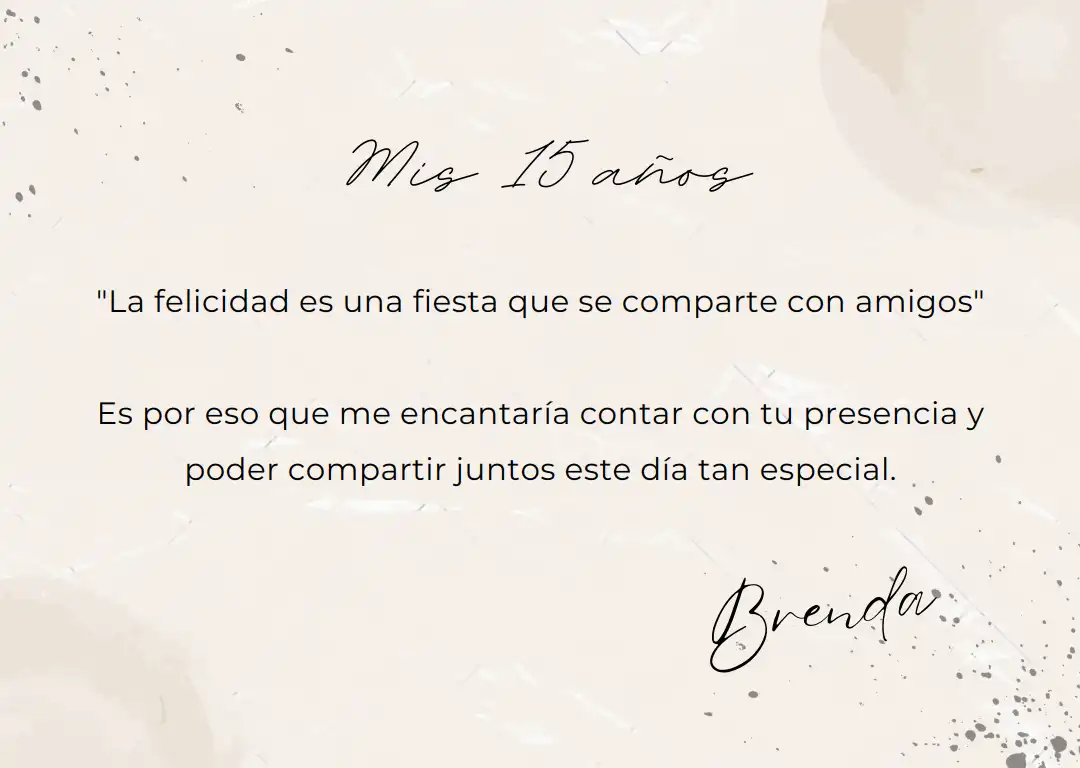 Mis 15 años
"La felicidad es una fiesta que se comparte con amigos"
Es por eso que me encantaría contar con tu presencia y
poder compartir juntos este día tan especial.
Brenda